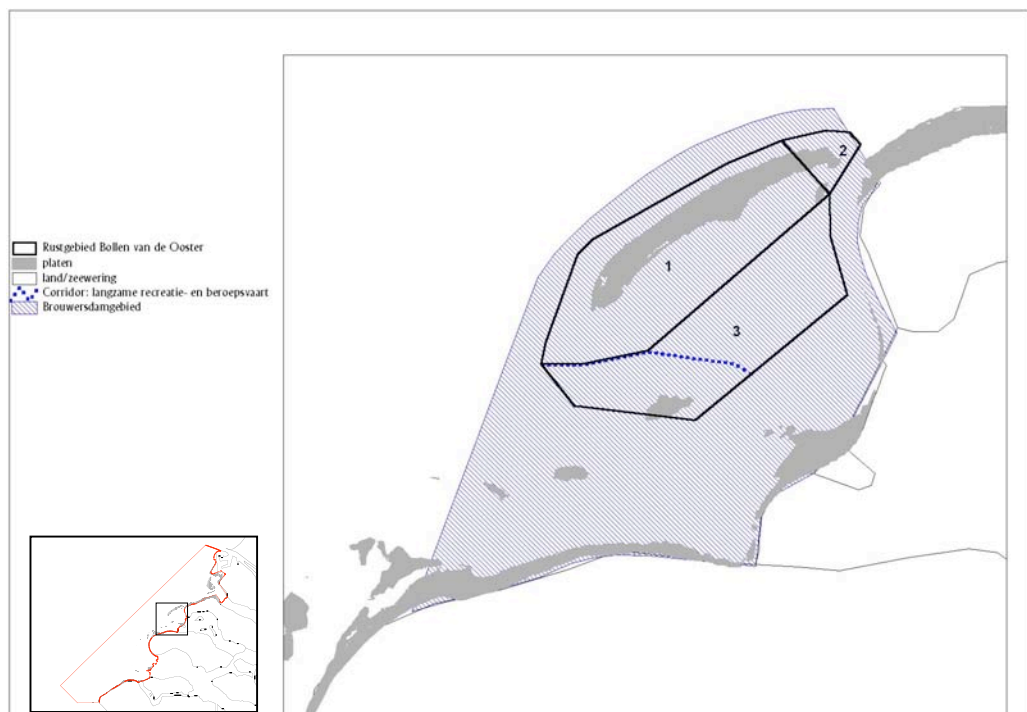 Rustgebied Bollen van de Ooster
platen
land/zeewering
Corridor: langzame recreatie- en beroepsvaart
Brouwersdamgebied
2
1
3